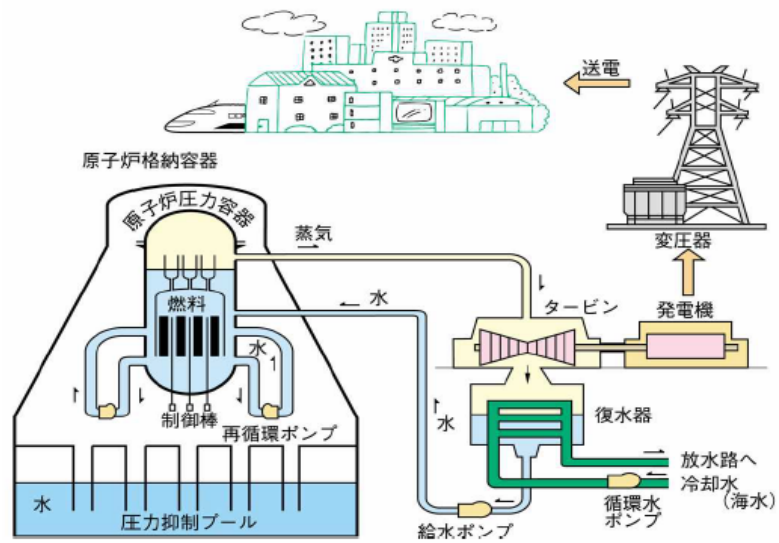 送電
原子炉格納容器
原子炉圧力容器
蒸気
変圧器
燃料
水
タービン
発電機
水
制御棒
再循環ポンプ
水
復水器
放水路へ
冷却水
(海水)
循環水
ポンプ
水
圧力抑制プール
給水ポンプ